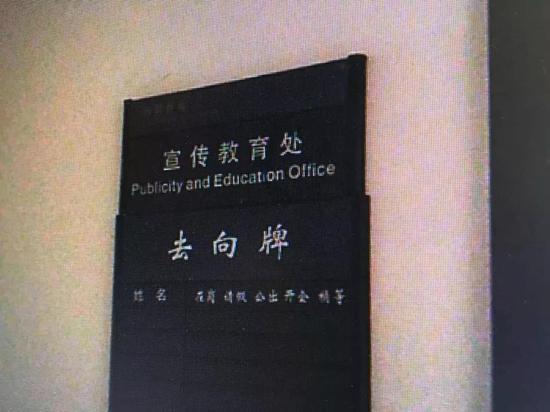 宣传教育处
Publicity and Education Office
去向牌
姓名 在岗 请假 公出 开会 稍等